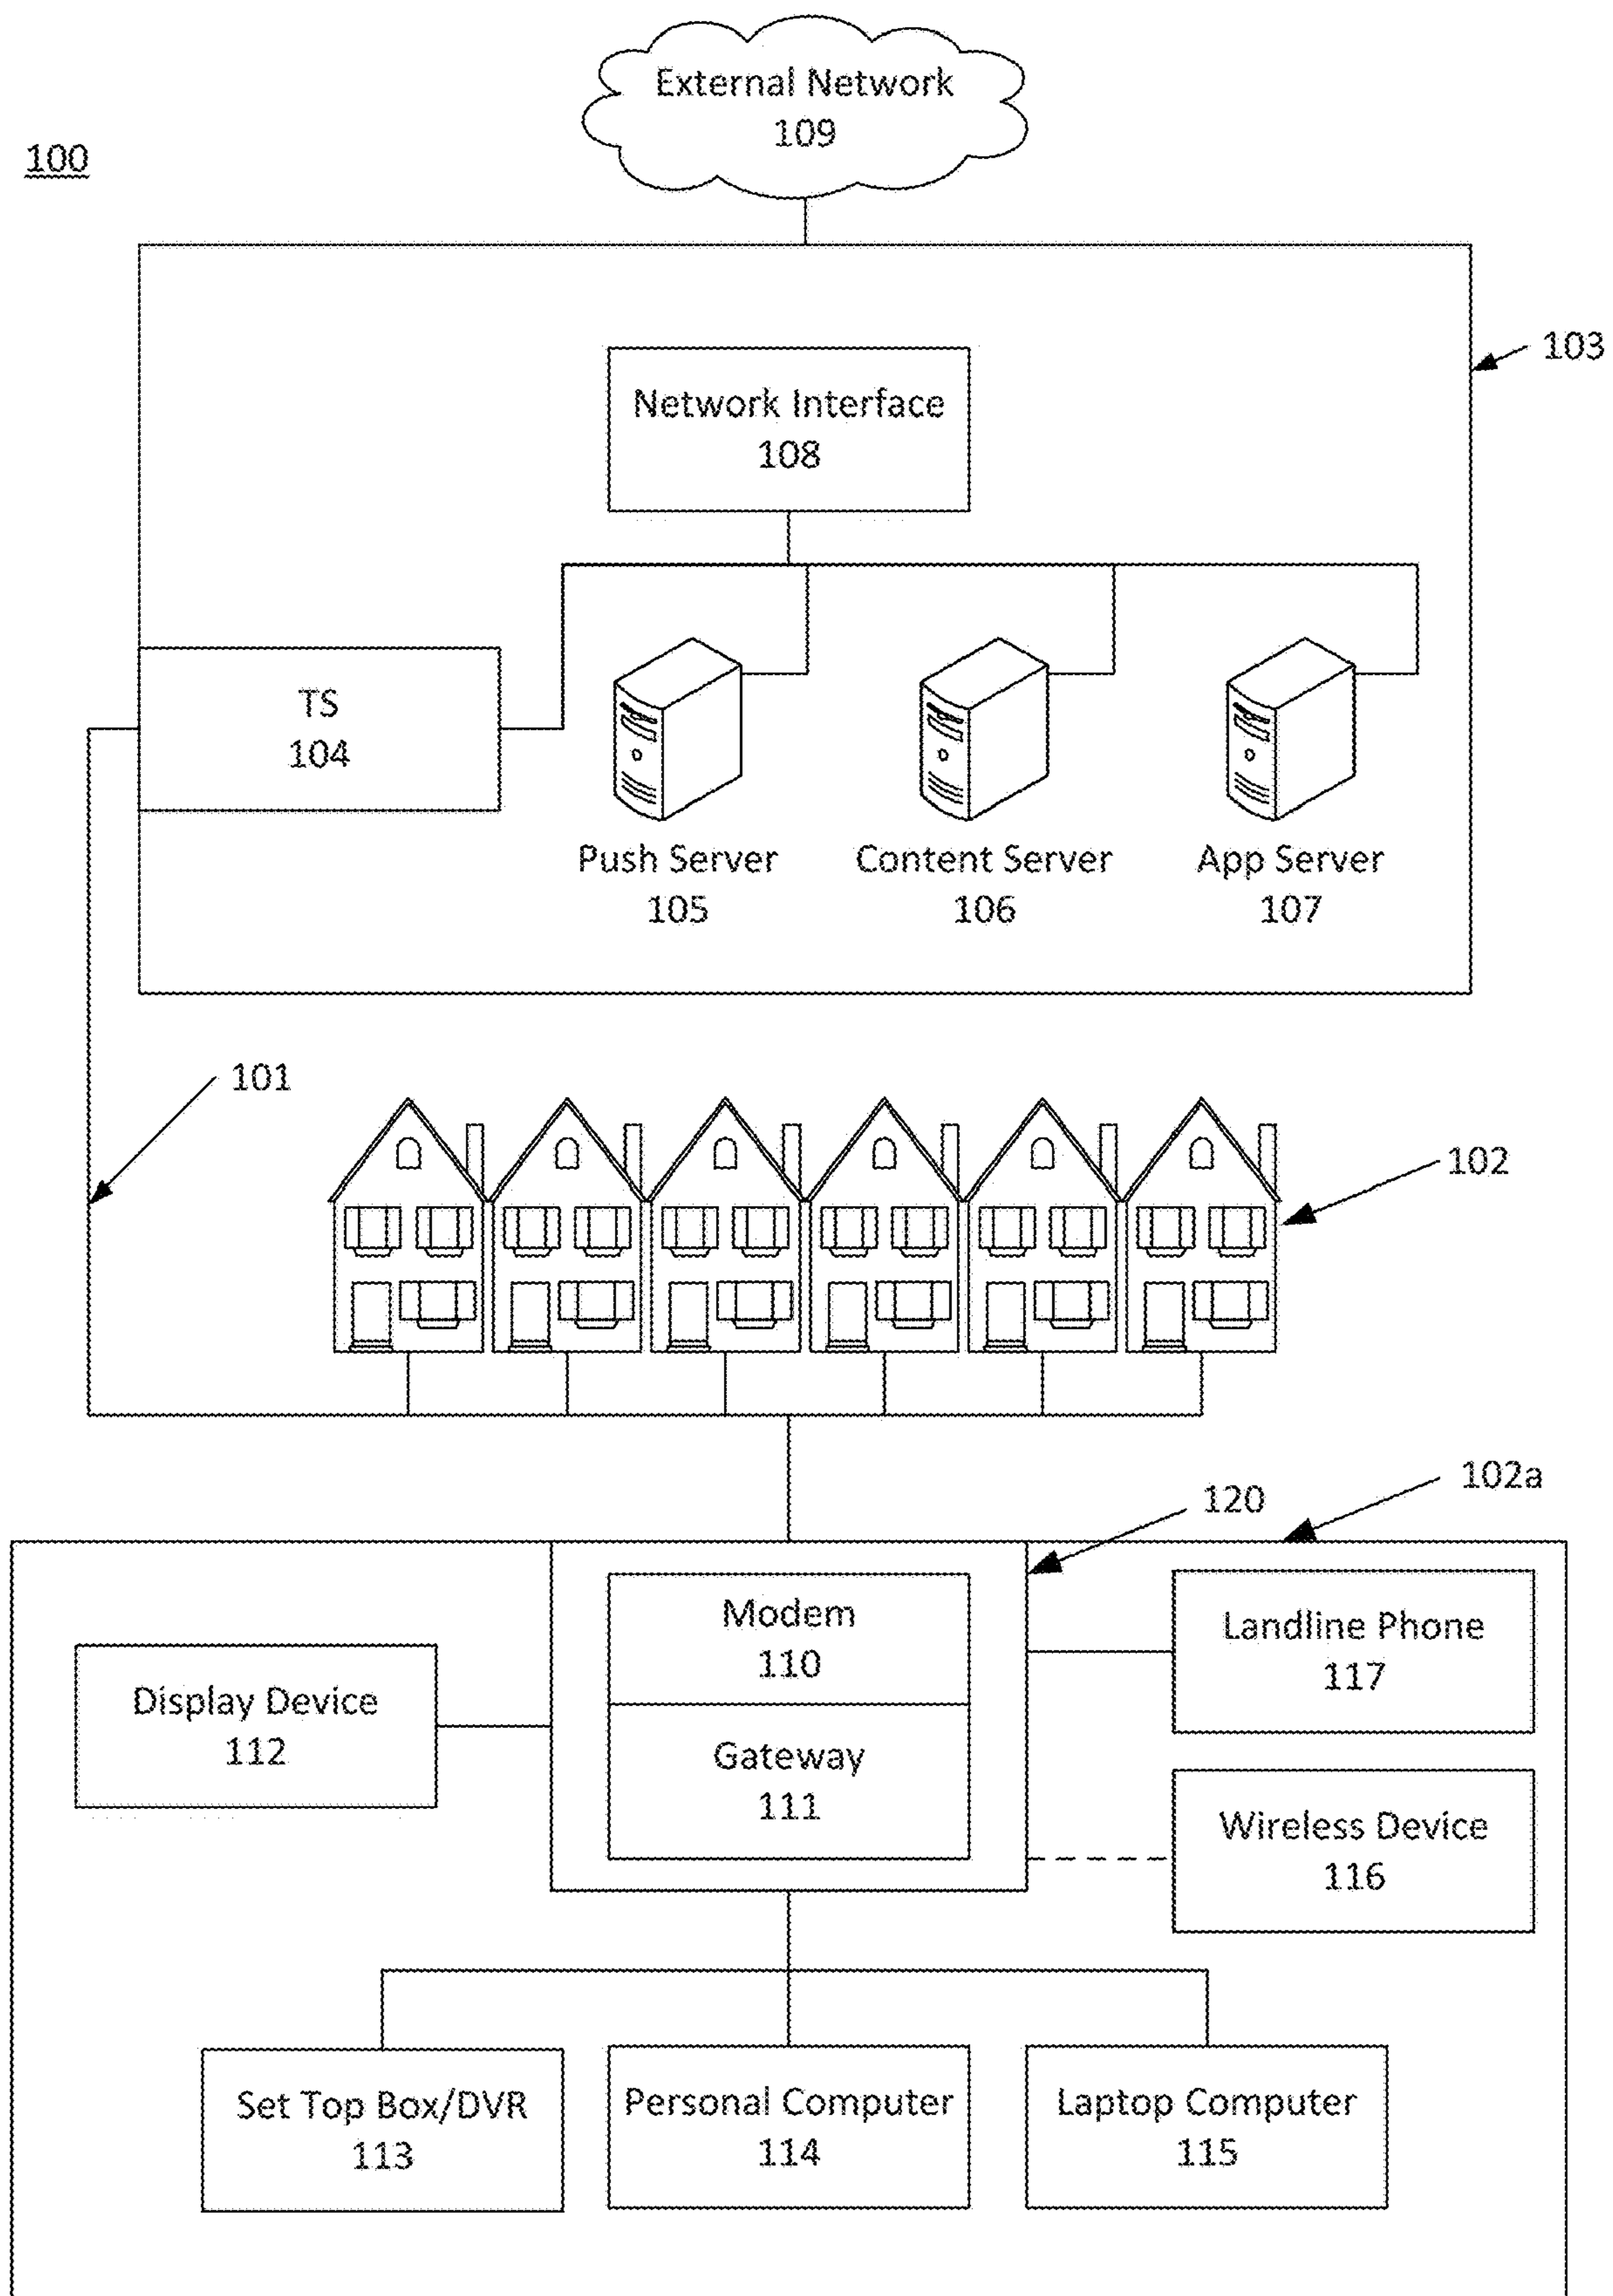 External Network
109
100
103
Network Interface
108
TS
104
Push Server
105
Content Server
106
App Server
107
101
102
102a
120
Modem
110
Landline Phone
117
Display Device
112
Gateway
111
Wireless Device
116
Set Top Box/DVR
113
Personal Computer
114
Laptop Computer
115